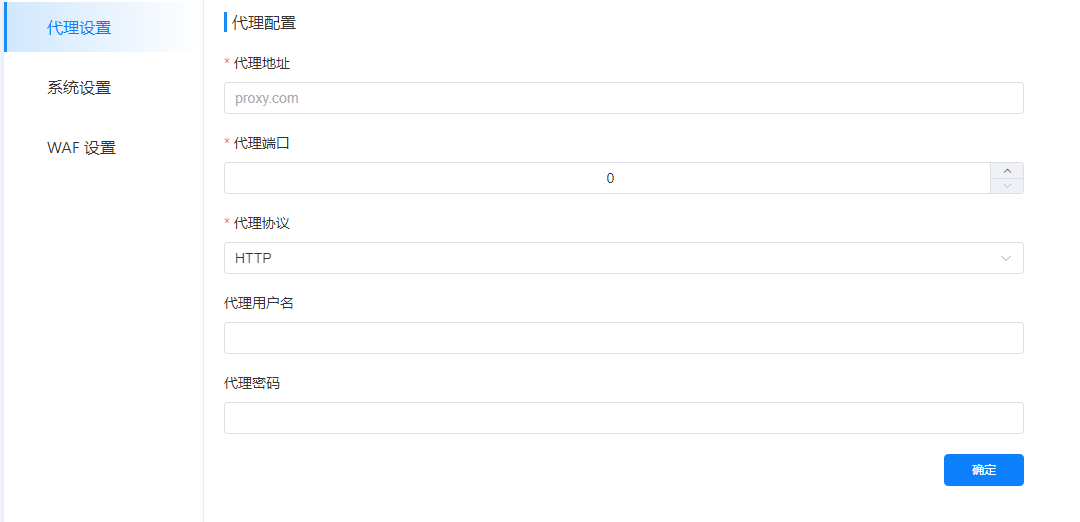 代理设置
系统设置
WAF 设置
代理配置
* 代理地址
proxy.com
* 代理端口
0
* 代理协议
HTTP
代理用户名
代理密码
确定